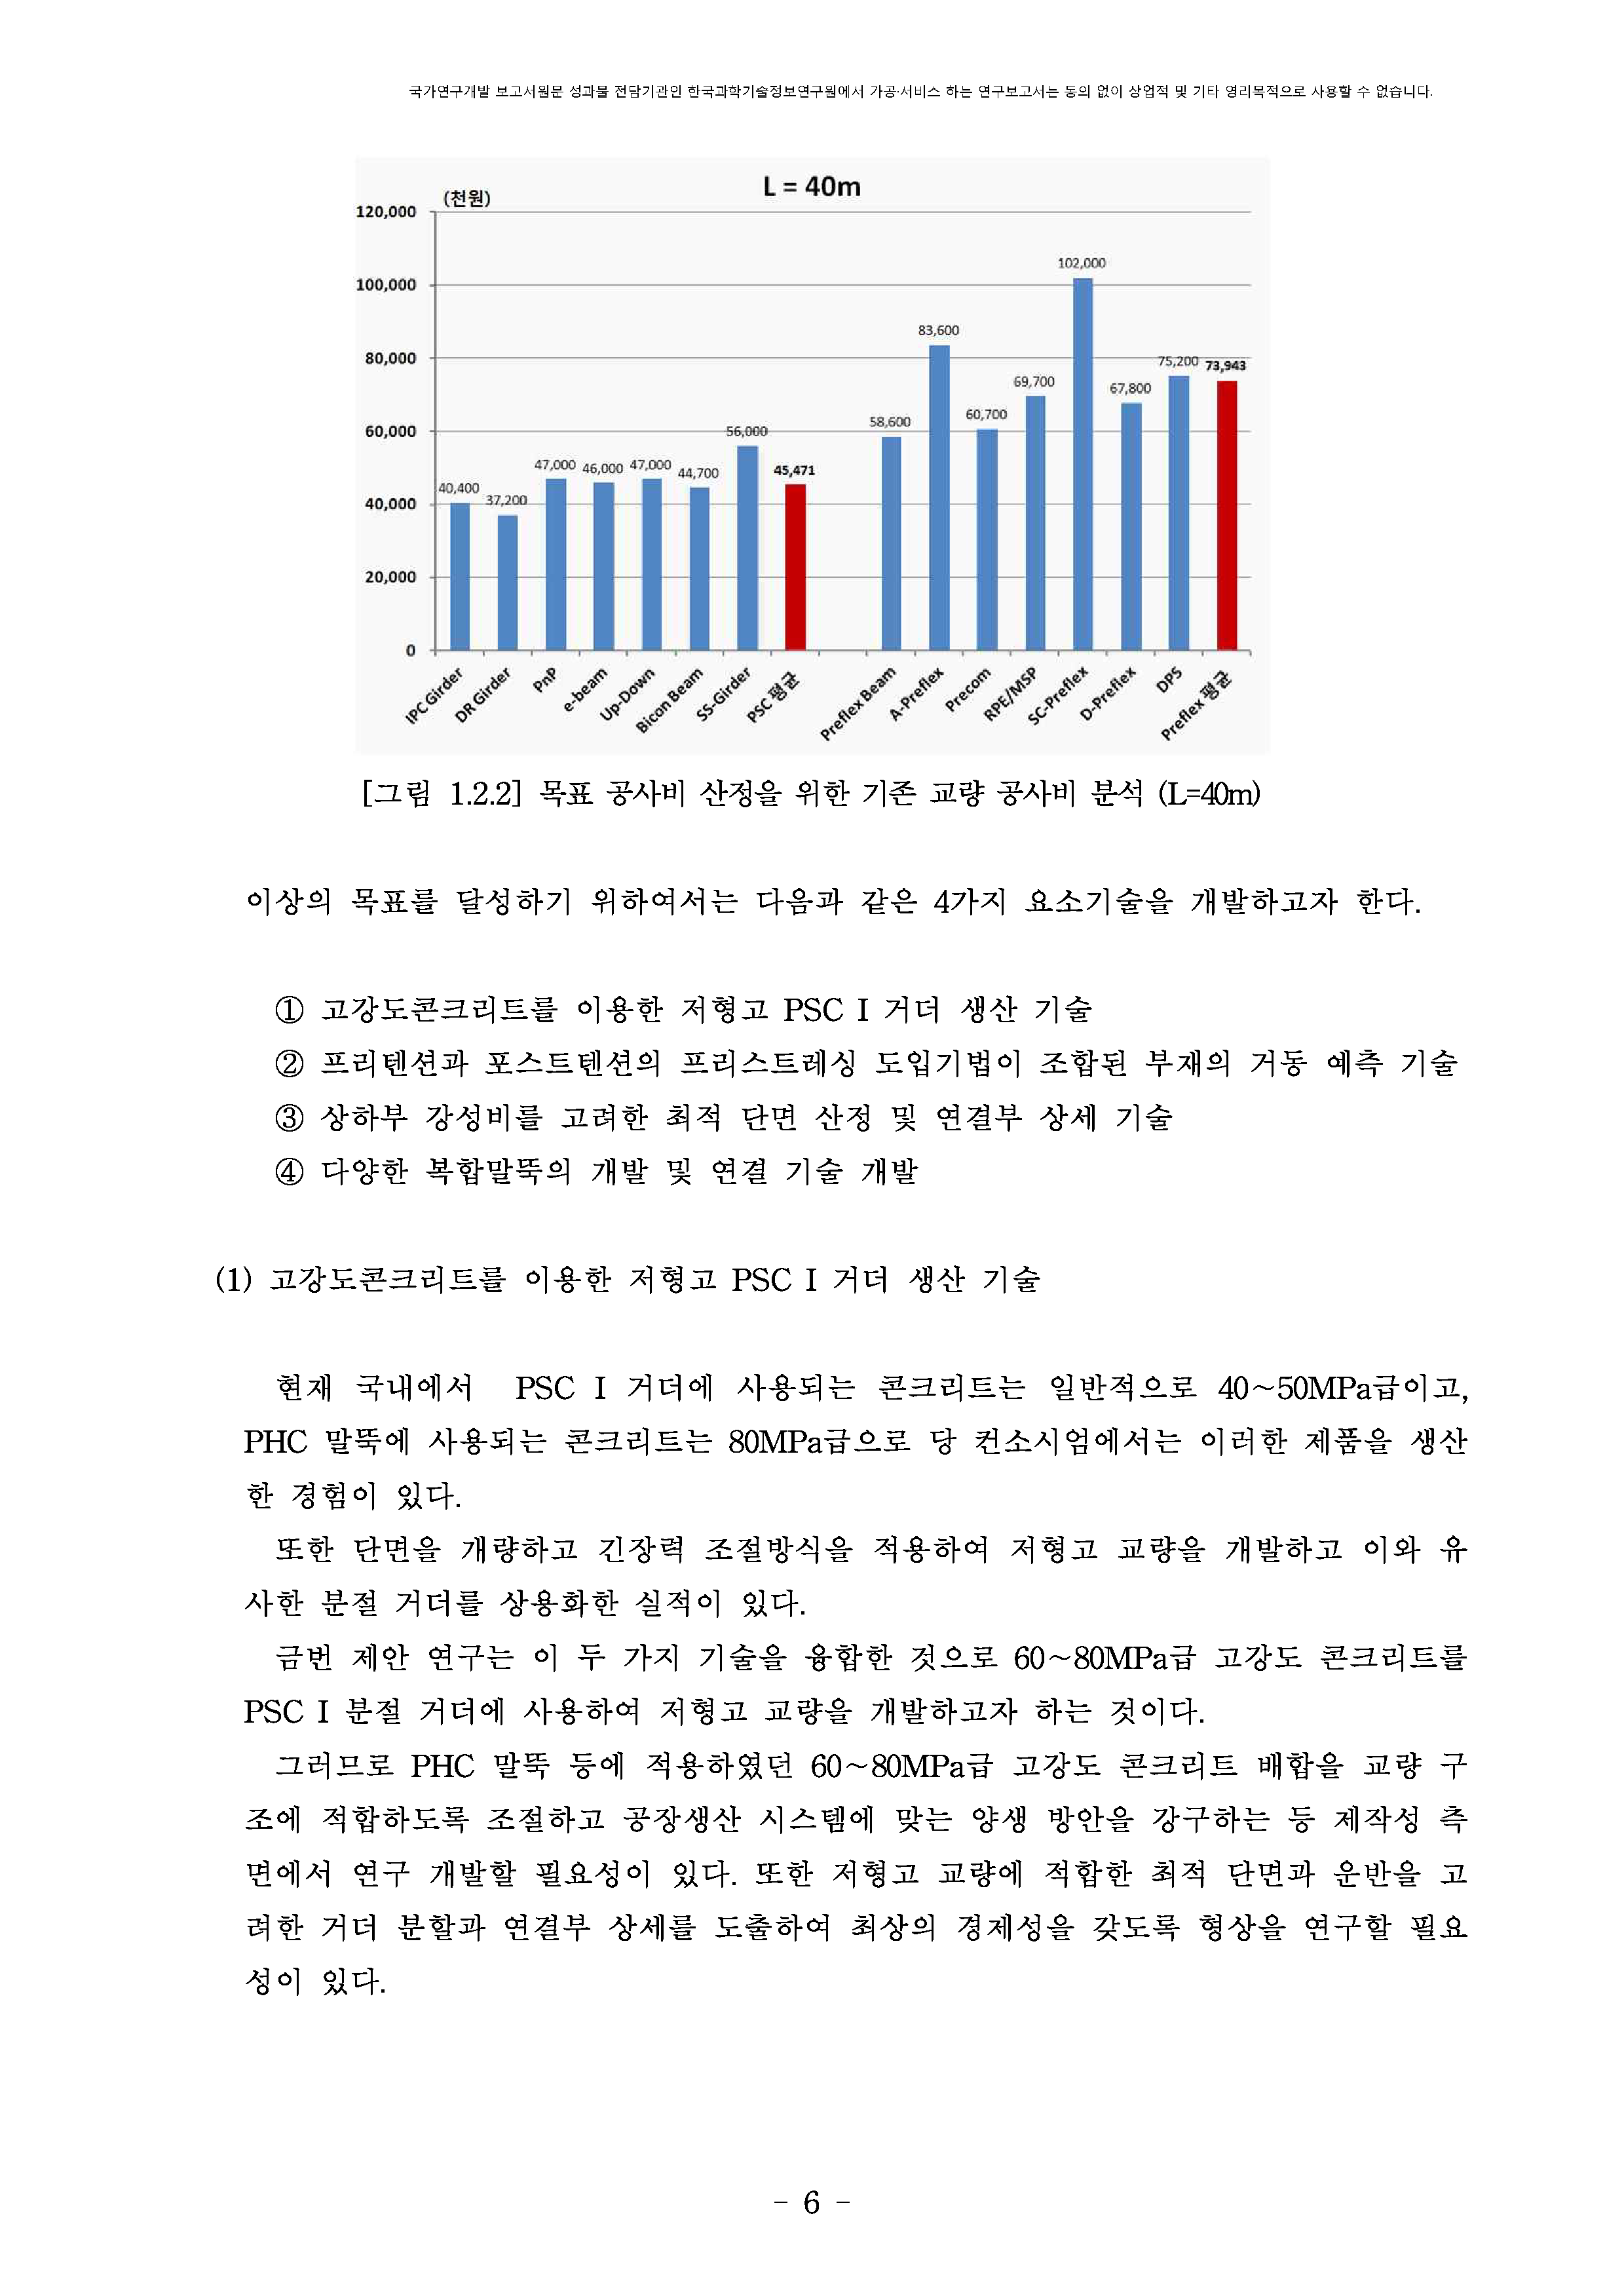 국가연구개발 보고서원문 성과물 전담기관인 한국과학기술정보연구원에서 가공·서비스 하는 연구보고서는 동의 없이 상업적 및 기타 영리목적으로 사용할 수 없습니다.
L = 40m
(천원)
120,000
100,000
80,000
60,000
40,000
20,000
0
40,400
37,200
47,000
46,000
47,000
44,700
56,000
45,471
58,600
83,600
60,700
69,700
102,000
67,800
75,200
73,943
IPC Girder
DR Girder
PnP
e-beam
Up-Down
Bicon Beam
SS-Girder
PSC 평균
Preflex Beam
A-Preflex
Precom
RPE/MSP
SC-Preflex
D-Preflex
DPS
Preflex 평균
[그림 1.2.2] 목표 공사비 산정을 위한 기존 교량 공사비 분석 (L=40m)
이상의 목표를 달성하기 위하여서는 다음과 같은 4가지 요소기술을 개발하고자 한다.
① 고강도콘크리트를 이용한 저형고 PSC I 거더 생산 기술
② 프리텐션과 포스트텐션의 프리스트레싱 도입기법이 조합된 부재의 거동 예측 기술
③ 상하부 강성비를 고려한 최적 단면 산정 및 연결부 상세 기술
④ 다양한 복합말뚝의 개발 및 연결 기술 개발
(1) 고강도콘크리트를 이용한 저형고 PSC I 거더 생산 기술
현재 국내에서 PSC I 거더에 사용되는 콘크리트는 일반적으로 40~50MPa급이고,
PHC 말뚝에 사용되는 콘크리트는 80MPa급으로 당 컨소시엄에서는 이러한 제품을 생산
한 경험이 있다.
또한 단면을 개량하고 긴장력 조절방식을 적용하여 저형고 교량을 개발하고 이와 유
사한 분절 거더를 상용화한 실적이 있다.
금번 제안 연구는 이 두 가지 기술을 융합한 것으로 60~80MPa급 고강도 콘크리트를
PSC I 분절 거더에 사용하여 저형고 교량을 개발하고자 하는 것이다.
그러므로 PHC 말뚝 등에 적용하였던 60~80MPa급 고강도 콘크리트 배합을 교량 구
조에 적합하도록 조절하고 공장생산 시스템에 맞는 양생 방안을 강구하는 등 제작성 측
면에서 연구 개발할 필요성이 있다. 또한 저형고 교량에 적합한 최적 단면과 운반을 고
려한 거더 분할과 연결부 상세를 도출하여 최상의 경제성을 갖도록 형상을 연구할 필요
성이 있다.
- 6 -